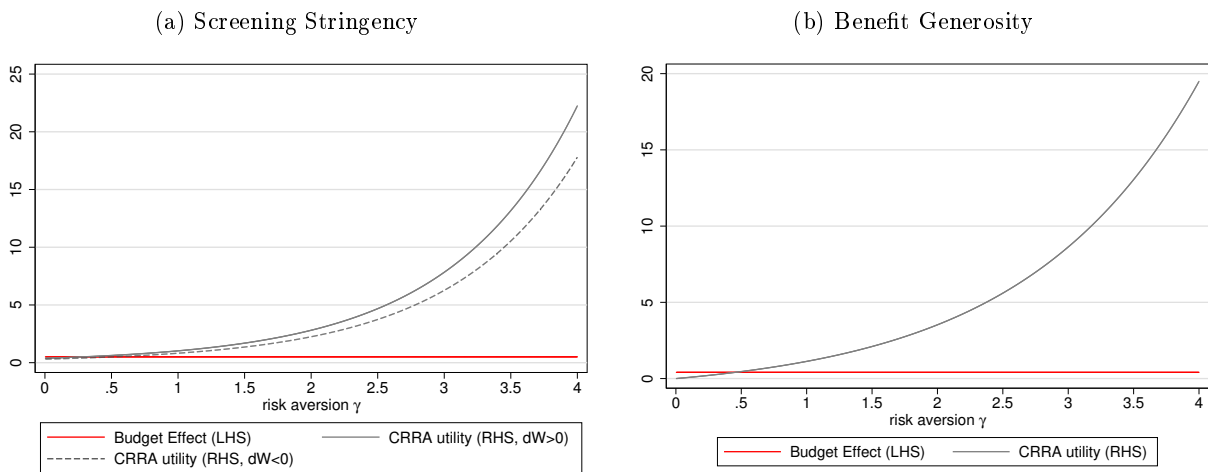 (a) Screening Stringency
25
20
15
10
5
0
0 .5 1 1.5 2 2.5 3 3.5 4
risk aversion γ
Budget Effect (LHS) CRRA utility (RHS, dW>0)
CRRA utility (RHS, dW<0)
(b) Benefit Generosity
20
15
10
5
0
0 .5 1 1.5 2 2.5 3 3.5 4
risk aversion γ
Budget Effect (LHS) CRRA utility (RHS)